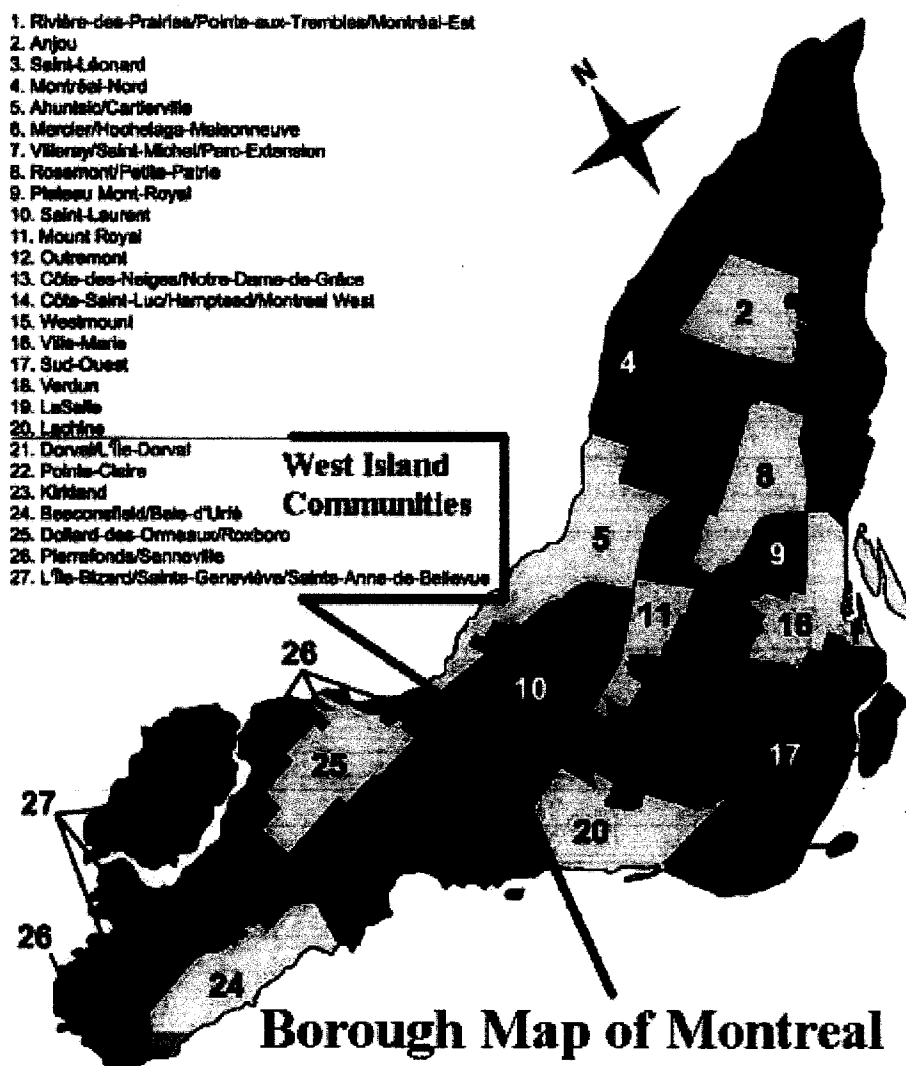 1. Rivière-des-Prairies/Pointe-aux-Trembles/Montréal-Est
2. Anjou
3. Saint-Léonard
4. Montréal-Nord
5. Ahuntsic/Cartierville
6. Mercier/Hochelaga-Maisonneuve
7. Villeray/Saint-Michel/Parc-Extension
8. Rosemont/Petite-Patrie
9. Plateau Mont-Royal
10. Saint-Laurent
11. Mount Royal
12. Outremont
13. Côte-des-Neiges/Notre-Dame-de-Grâce
14. Côte-Saint-Luc/Hampstead/Montreal West
15. Westmount
16. Ville-Marie
17. Sud-Ouest
18. Verdun
19. LaSalle
20. Lachine
21. Dorval/L'Île-Dorval
22. Pointe-Claire
23. Kirkland
24. Beaconsfield/Baie-d'Urfé
25. Dollard-des-Ormeaux/Roxboro
26. Pierrefonds/Senneville
27. L'Île-Bizard/Sainte-Geneviève/Sainte-Anne-de-Bellevue
West Island
Communities
N
2
4
8
5
9
11
16
26
10
25
17
27
20
26
24
Borough Map of Montreal